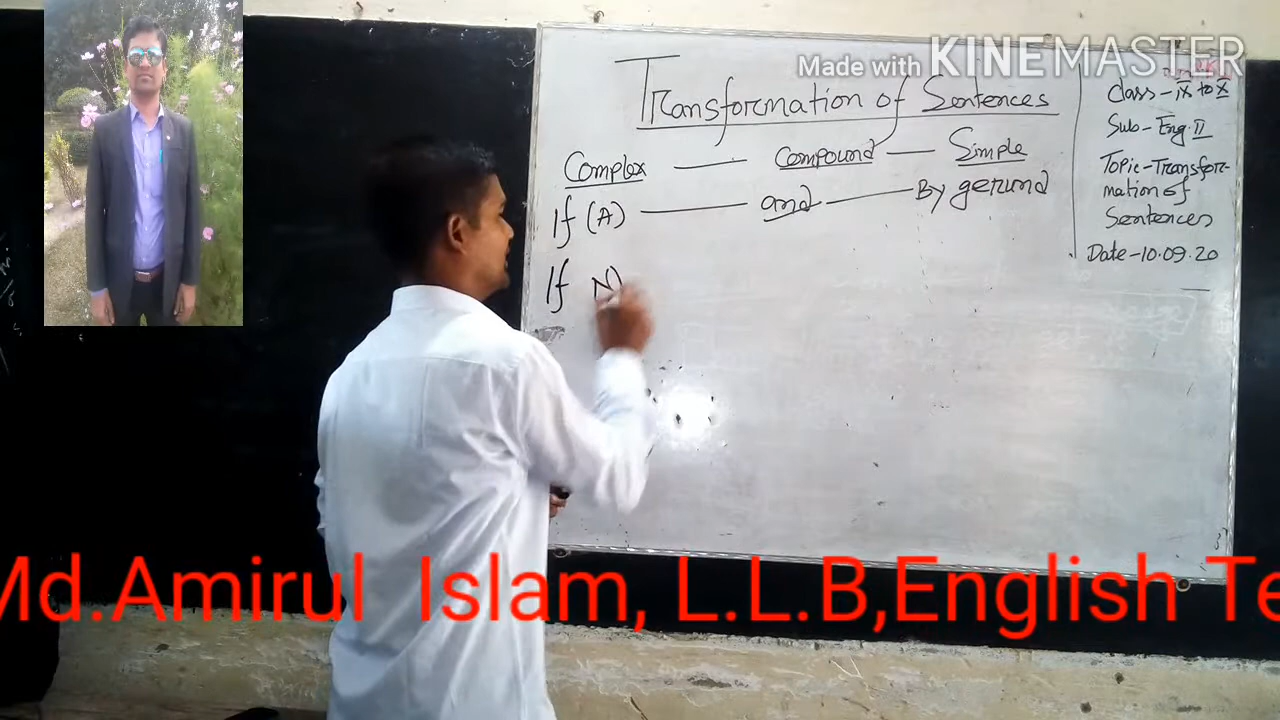 Made with KINEMASTER
Transformation of Sentences
Complex — Compound — Simple
If (A) — and — By gerund
If N)
Class - IX to X
Sub - Eng. II
Topic - Transfor-
mation of
Sentences
Date - 10.09.20
Md.Amirul Islam, L.L.B,English Te